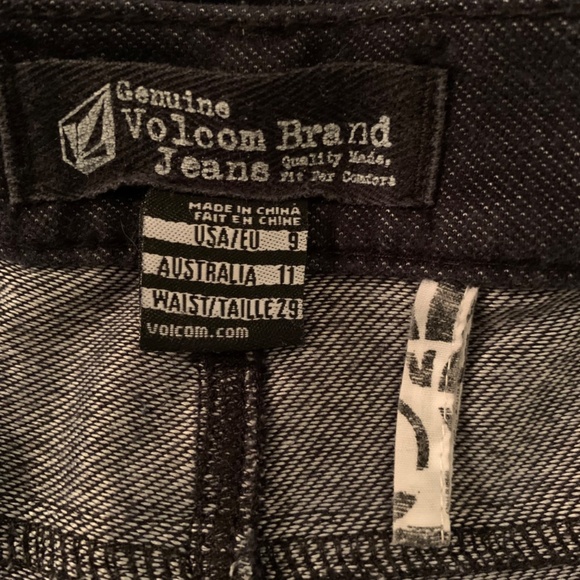 Genuine
Volcom Brand
Jeans Quality Made,
Fit For Comfort
MADE IN CHINA
FAIT EN CHINE
USA/EU 9
AUSTRALIA 11
WAIST/TAILLE 29
volcom.com